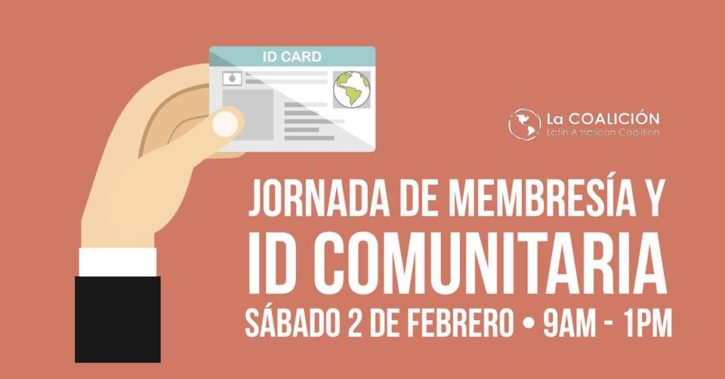 ID CARD
La COALICIÓN
Latin American Coalition
JORNADA DE MEMBRESÍA Y
ID COMUNITARIA
SÁBADO 2 DE FEBRERO • 9AM - 1PM